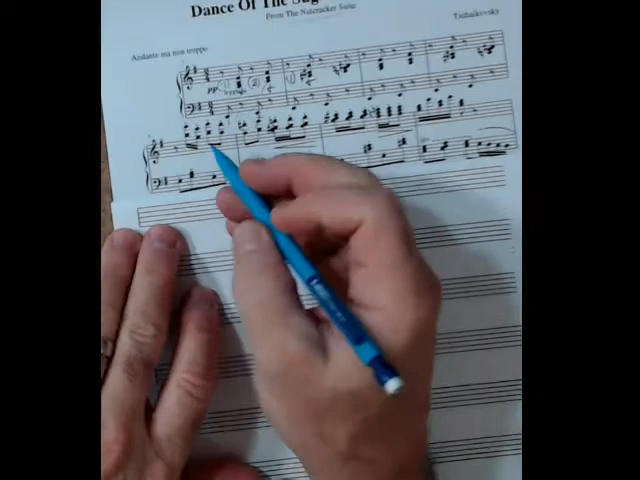 Dance Of The Sug
From The Nutcracker Suite
Tschaikovsky
Andante ma non troppo
pp